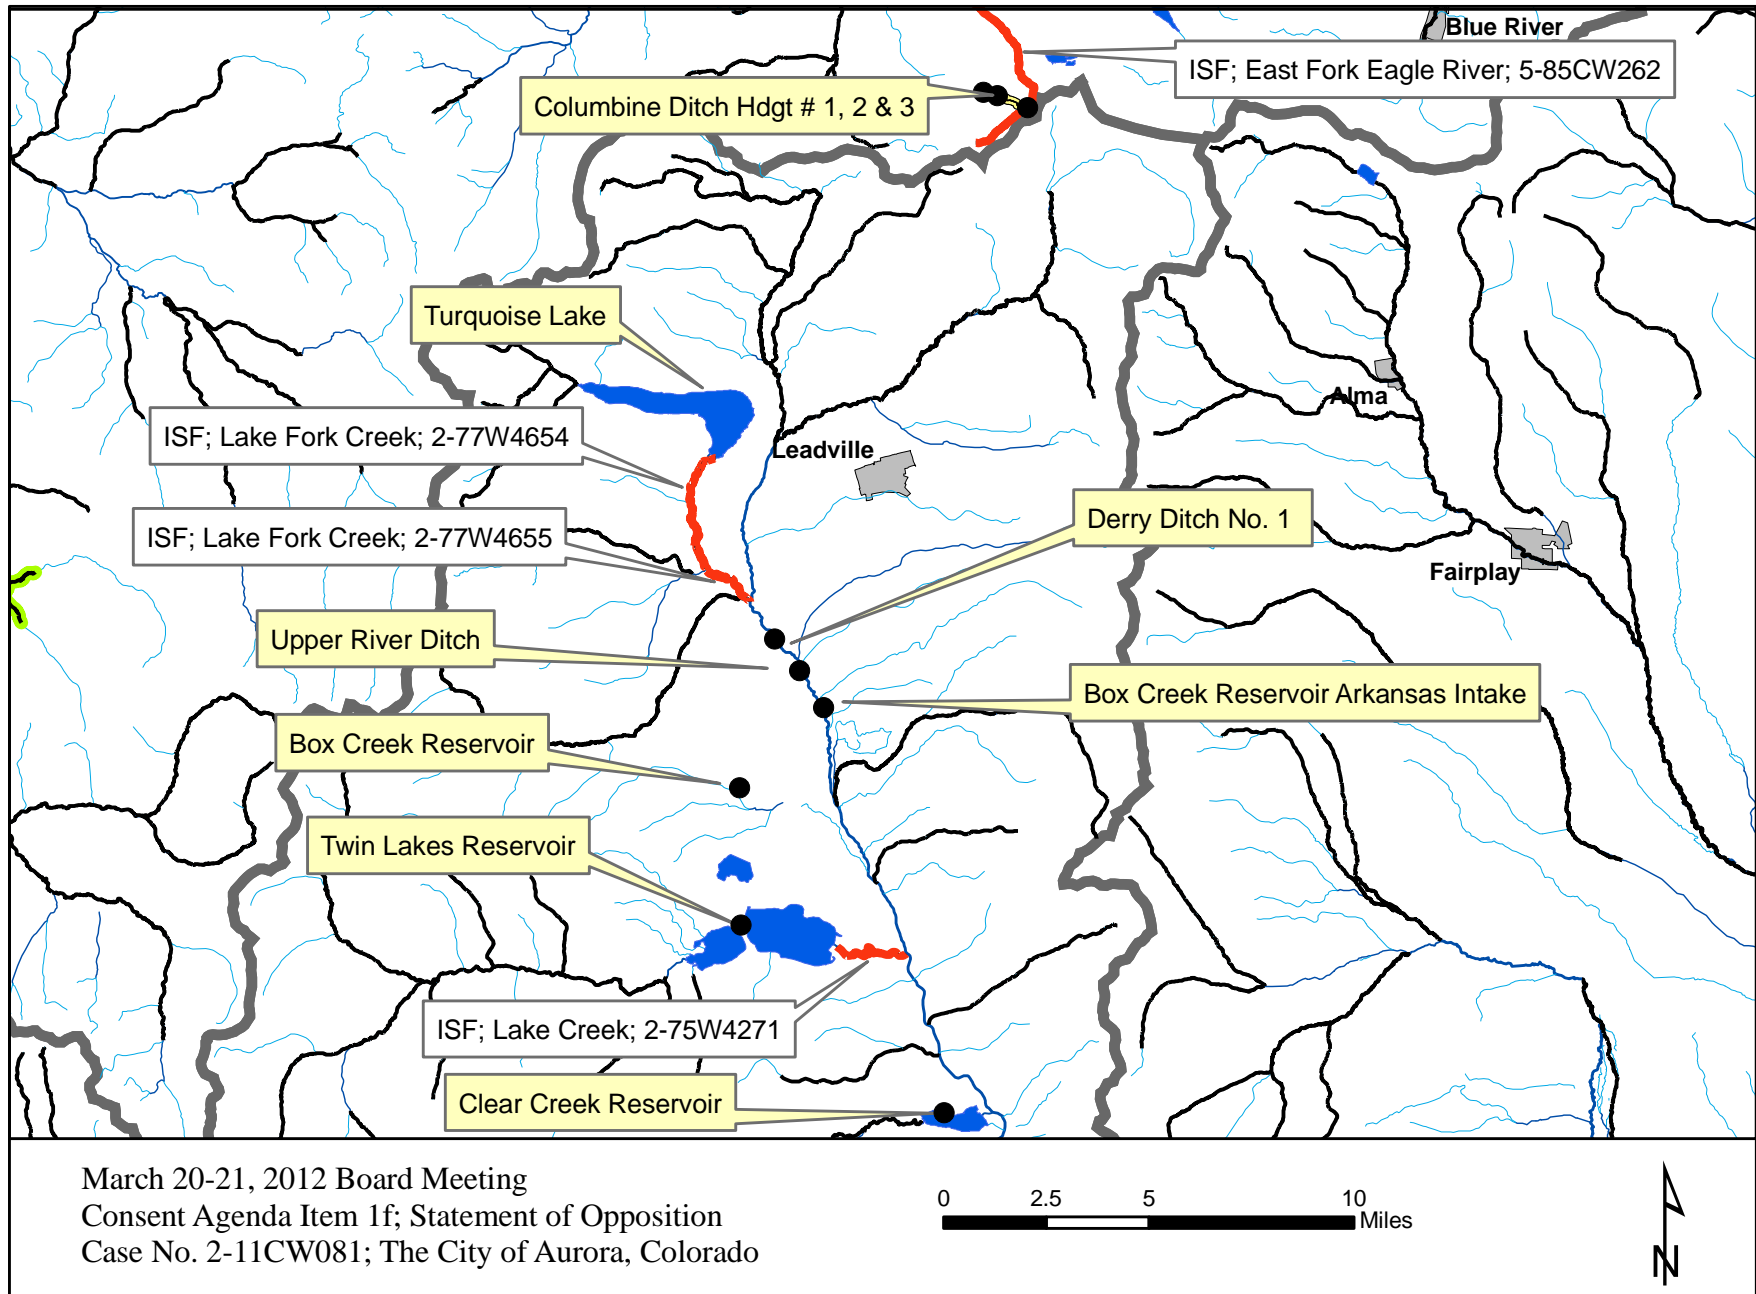 Blue River
ISF; East Fork Eagle River; 5-85CW262
Columbine Ditch Hdgt # 1, 2 & 3
Turquoise Lake
Alma
ISF; Lake Fork Creek; 2-77W4654
Leadville
Derry Ditch No. 1
ISF; Lake Fork Creek; 2-77W4655
Fairplay
Upper River Ditch
Box Creek Reservoir Arkansas Intake
Box Creek Reservoir
Twin Lakes Reservoir
ISF; Lake Creek; 2-75W4271
Clear Creek Reservoir
March 20-21, 2012 Board Meeting
Consent Agenda Item 1f; Statement of Opposition
Case No. 2-11CW081; The City of Aurora, Colorado
0 2.5 5 10
Miles
N